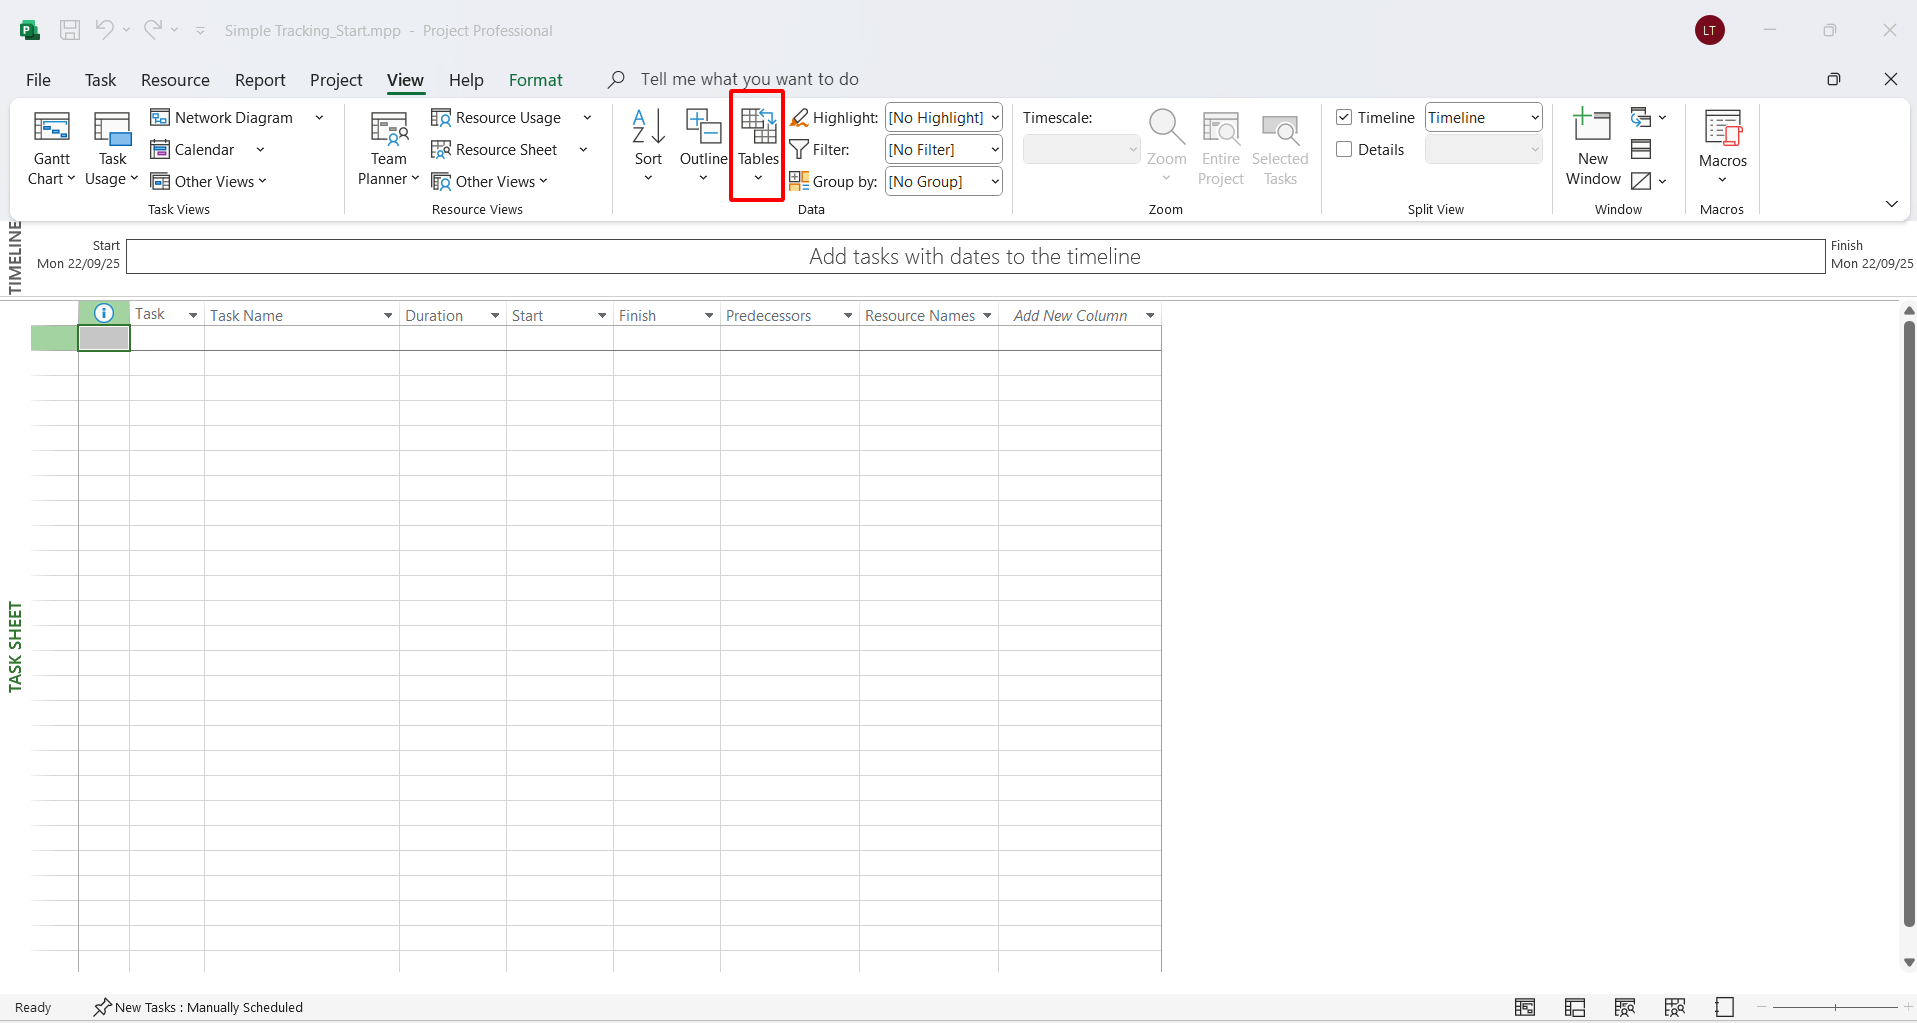 Simple Tracking_Start.mpp - Project Professional
LT
File Task Resource Report Project View Help Format Tell me what you want to do
Gantt Chart
Task Usage
Network Diagram
Calendar
Other Views
Task Views
Team Planner
Resource Usage
Resource Sheet
Other Views
Resource Views
A
Z
Sort
Outline
Tables
Highlight: [No Highlight]
Filter: [No Filter]
Group by: [No Group]
Data
Timescale:
Zoom
Entire Project
Selected Tasks
Zoom
Timeline Timeline
Details
Split View
New Window
Window
Macros
Macros
TIMELINE
Start
Mon 22/09/25
Add tasks with dates to the timeline
Finish
Mon 22/09/25
Task Task Name Duration Start Finish Predecessors Resource Names Add New Column
TASK SHEET
Ready New Tasks : Manually Scheduled